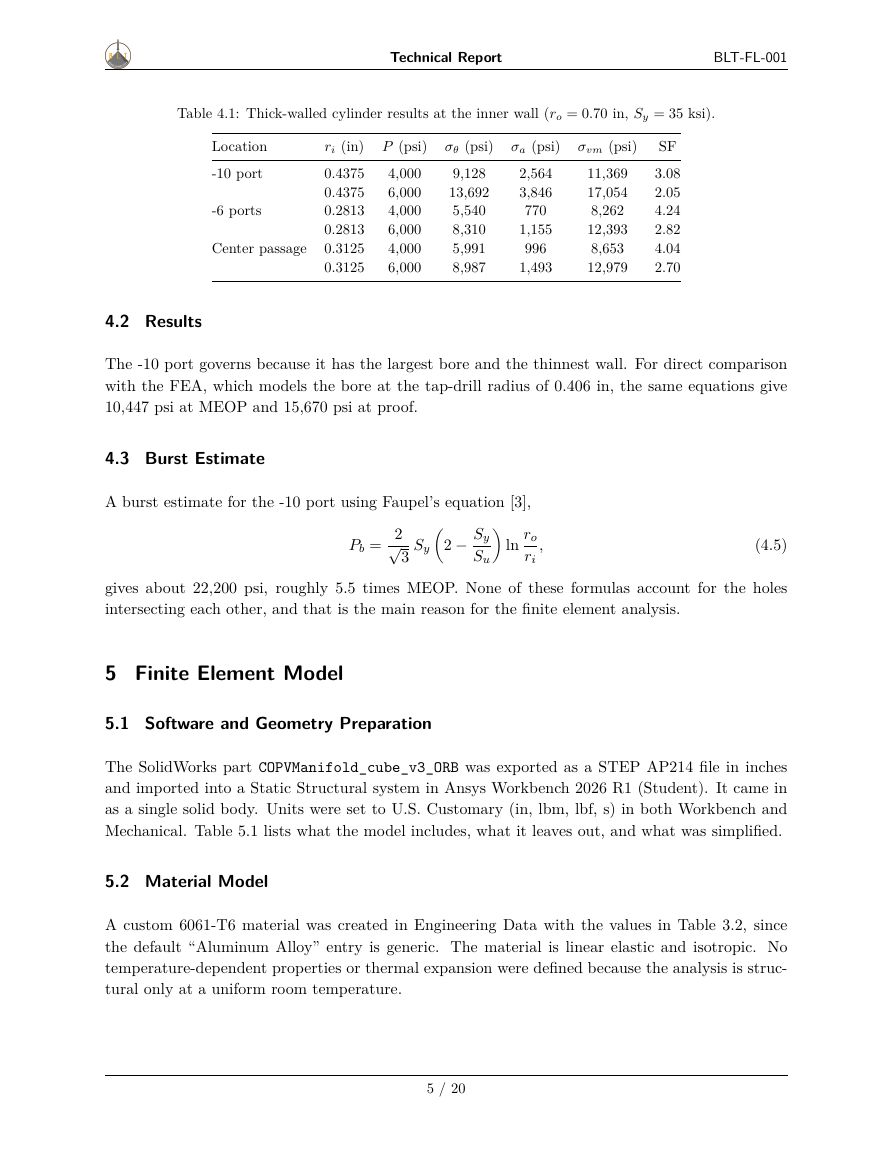 Technical Report BLT-FL-001
Table 4.1: Thick-walled cylinder results at the inner wall (rₒ = 0.70 in, S_y = 35 ksi).
Location rᵢ (in) P (psi) σ_θ (psi) σ_a (psi) σ_vm (psi) SF
-10 port 0.4375 4,000 9,128 2,564 11,369 3.08
0.4375 6,000 13,692 3,846 17,054 2.05
-6 ports 0.2813 4,000 5,540 770 8,262 4.24
0.2813 6,000 8,310 1,155 12,393 2.82
Center passage 0.3125 4,000 5,991 996 8,653 4.04
0.3125 6,000 8,987 1,493 12,979 2.70
4.2 Results
The -10 port governs because it has the largest bore and the thinnest wall. For direct comparison
with the FEA, which models the bore at the tap-drill radius of 0.406 in, the same equations give
10,447 psi at MEOP and 15,670 psi at proof.
4.3 Burst Estimate
A burst estimate for the -10 port using Faupel's equation [3],
P_b = 2/√3 S_y (2 − S_y/S_u) ln rₒ/rᵢ, (4.5)
gives about 22,200 psi, roughly 5.5 times MEOP. None of these formulas account for the holes
intersecting each other, and that is the main reason for the finite element analysis.
5 Finite Element Model
5.1 Software and Geometry Preparation
The SolidWorks part COPVManifold_cube_v3_ORB was exported as a STEP AP214 file in inches
and imported into a Static Structural system in Ansys Workbench 2026 R1 (Student). It came in
as a single solid body. Units were set to U.S. Customary (in, lbm, lbf, s) in both Workbench and
Mechanical. Table 5.1 lists what the model includes, what it leaves out, and what was simplified.
5.2 Material Model
A custom 6061-T6 material was created in Engineering Data with the values in Table 3.2, since
the default “Aluminum Alloy” entry is generic. The material is linear elastic and isotropic. No
temperature-dependent properties or thermal expansion were defined because the analysis is struc-
tural only at a uniform room temperature.
5 / 20